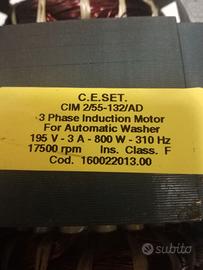 C.E.SET.
CIM 2/55-132/AD
3 Phase Induction Motor
For Automatic Washer
195 V - 3 A - 800 W - 310 Hz
17500 rpm Ins. Class. F
Cod. 160022013.00
subito